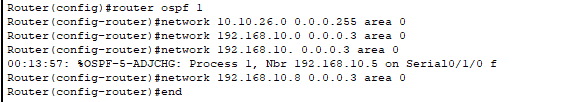 Router(config)#router ospf 1
Router(config-router)#network 10.10.26.0 0.0.0.255 area 0
Router(config-router)#network 192.168.10.0 0.0.0.3 area 0
Router(config-router)#network 192.168.10. 0.0.0.3 area 0
00:13:57: %OSPF-5-ADJCHG: Process 1, Nbr 192.168.10.5 on Serial0/1/0 f
Router(config-router)#network 192.168.10.8 0.0.0.3 area 0
Router(config-router)#end